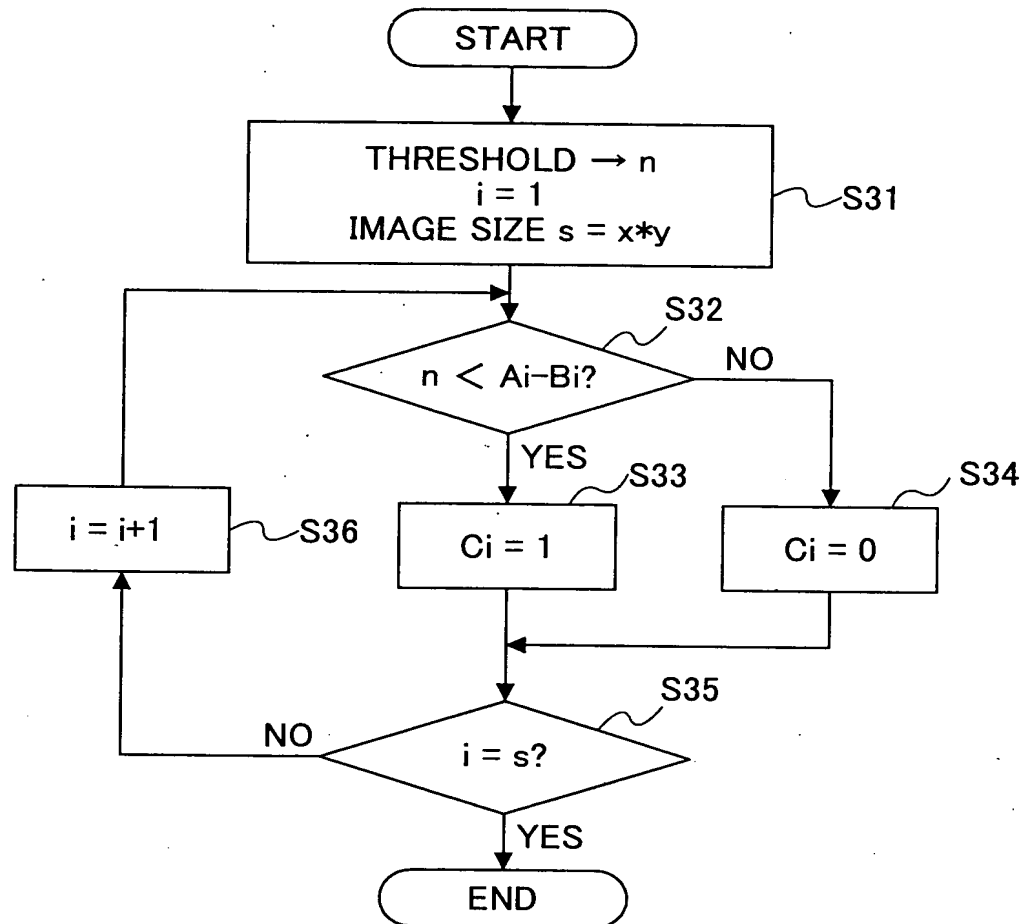 START
THRESHOLD → n
i = 1
IMAGE SIZE s = x*y
S31
S32
n < Ai-Bi?
NO
YES
S33
S34
i = i+1
S36
Ci = 1
Ci = 0
S35
NO
i = s?
YES
END